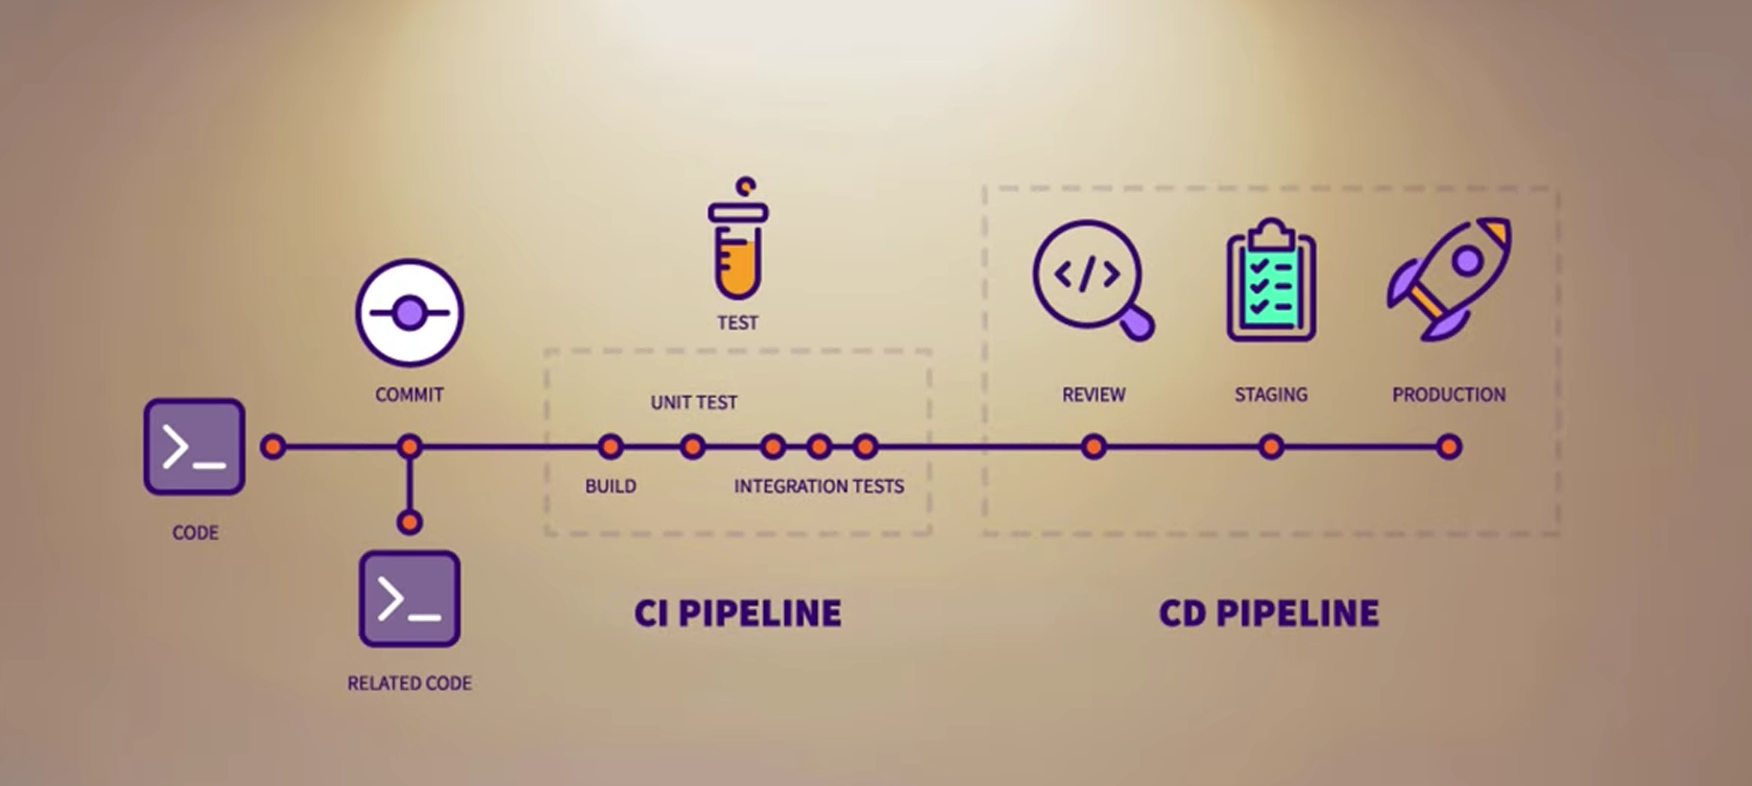 TEST
COMMIT
REVIEW
STAGING
PRODUCTION
UNIT TEST
BUILD
INTEGRATION TESTS
CODE
CI PIPELINE
CD PIPELINE
RELATED CODE